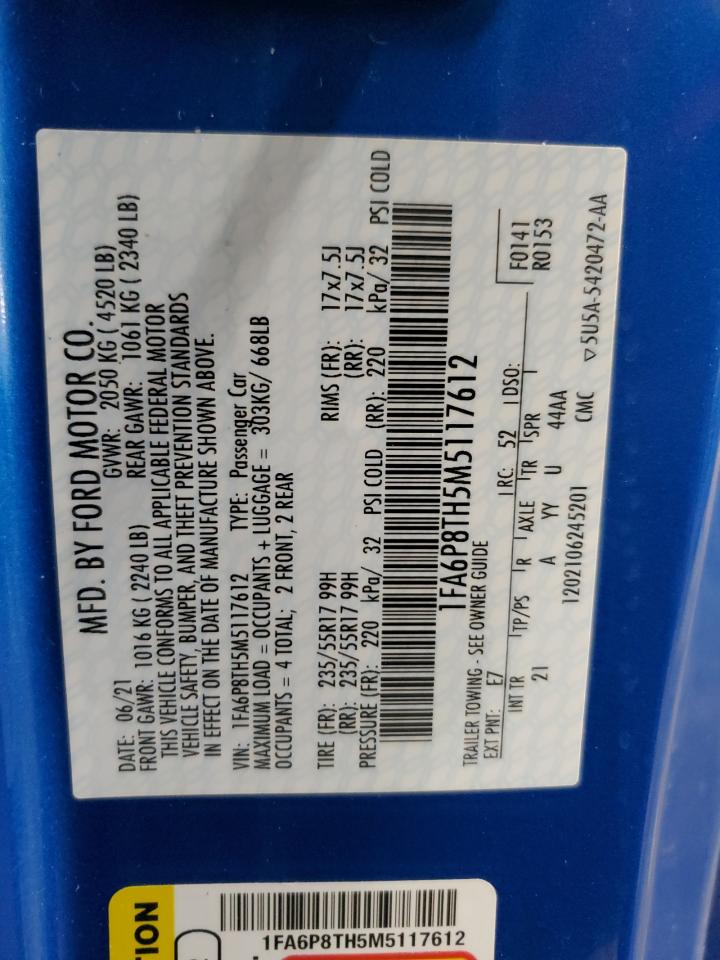 MFD. BY FORD MOTOR CO.
DATE: 06/21 GVWR: 2050 KG ( 4520 LB)
FRONT GAWR: 1016 KG ( 2240 LB) REAR GAWR: 1061 KG ( 2340 LB)
THIS VEHICLE CONFORMS TO ALL APPLICABLE FEDERAL MOTOR
VEHICLE SAFETY, BUMPER, AND THEFT PREVENTION STANDARDS
IN EFFECT ON THE DATE OF MANUFACTURE SHOWN ABOVE.
VIN: 1FA6P8TH5M5117612 TYPE: Passenger Car
MAXIMUM LOAD = OCCUPANTS + LUGGAGE = 303KG/ 668LB
OCCUPANTS = 4 TOTAL; 2 FRONT, 2 REAR
TIRE (FR): 235/55R17 99H RIMS (FR): 17x7.5J
(RR): 235/55R17 99H (RR): 17x7.5J
PRESSURE (FR): 220 kPa/ 32 PSI COLD (RR): 220 kPa/ 32 PSI COLD
1FA6P8TH5M5117612
TRAILER TOWING - SEE OWNER GUIDE
F0141
EXT PNT: E7 RC: 52 DSO: R0153
INT TR TP/PS R AXLE TR SPR
21 A YY U 44AA
1202106245201 CMC ▽5U5A-5420472-AA
TION
1FA6P8TH5M5117612